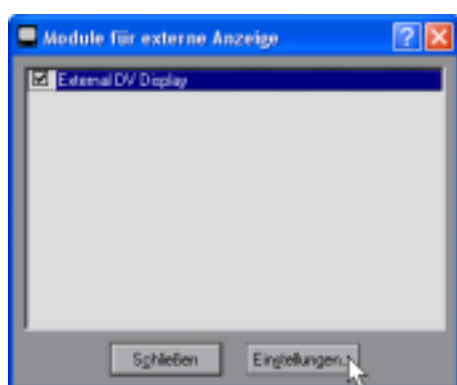 Module für externe Anzeige
External DV Display
Schließen Einstellungen...